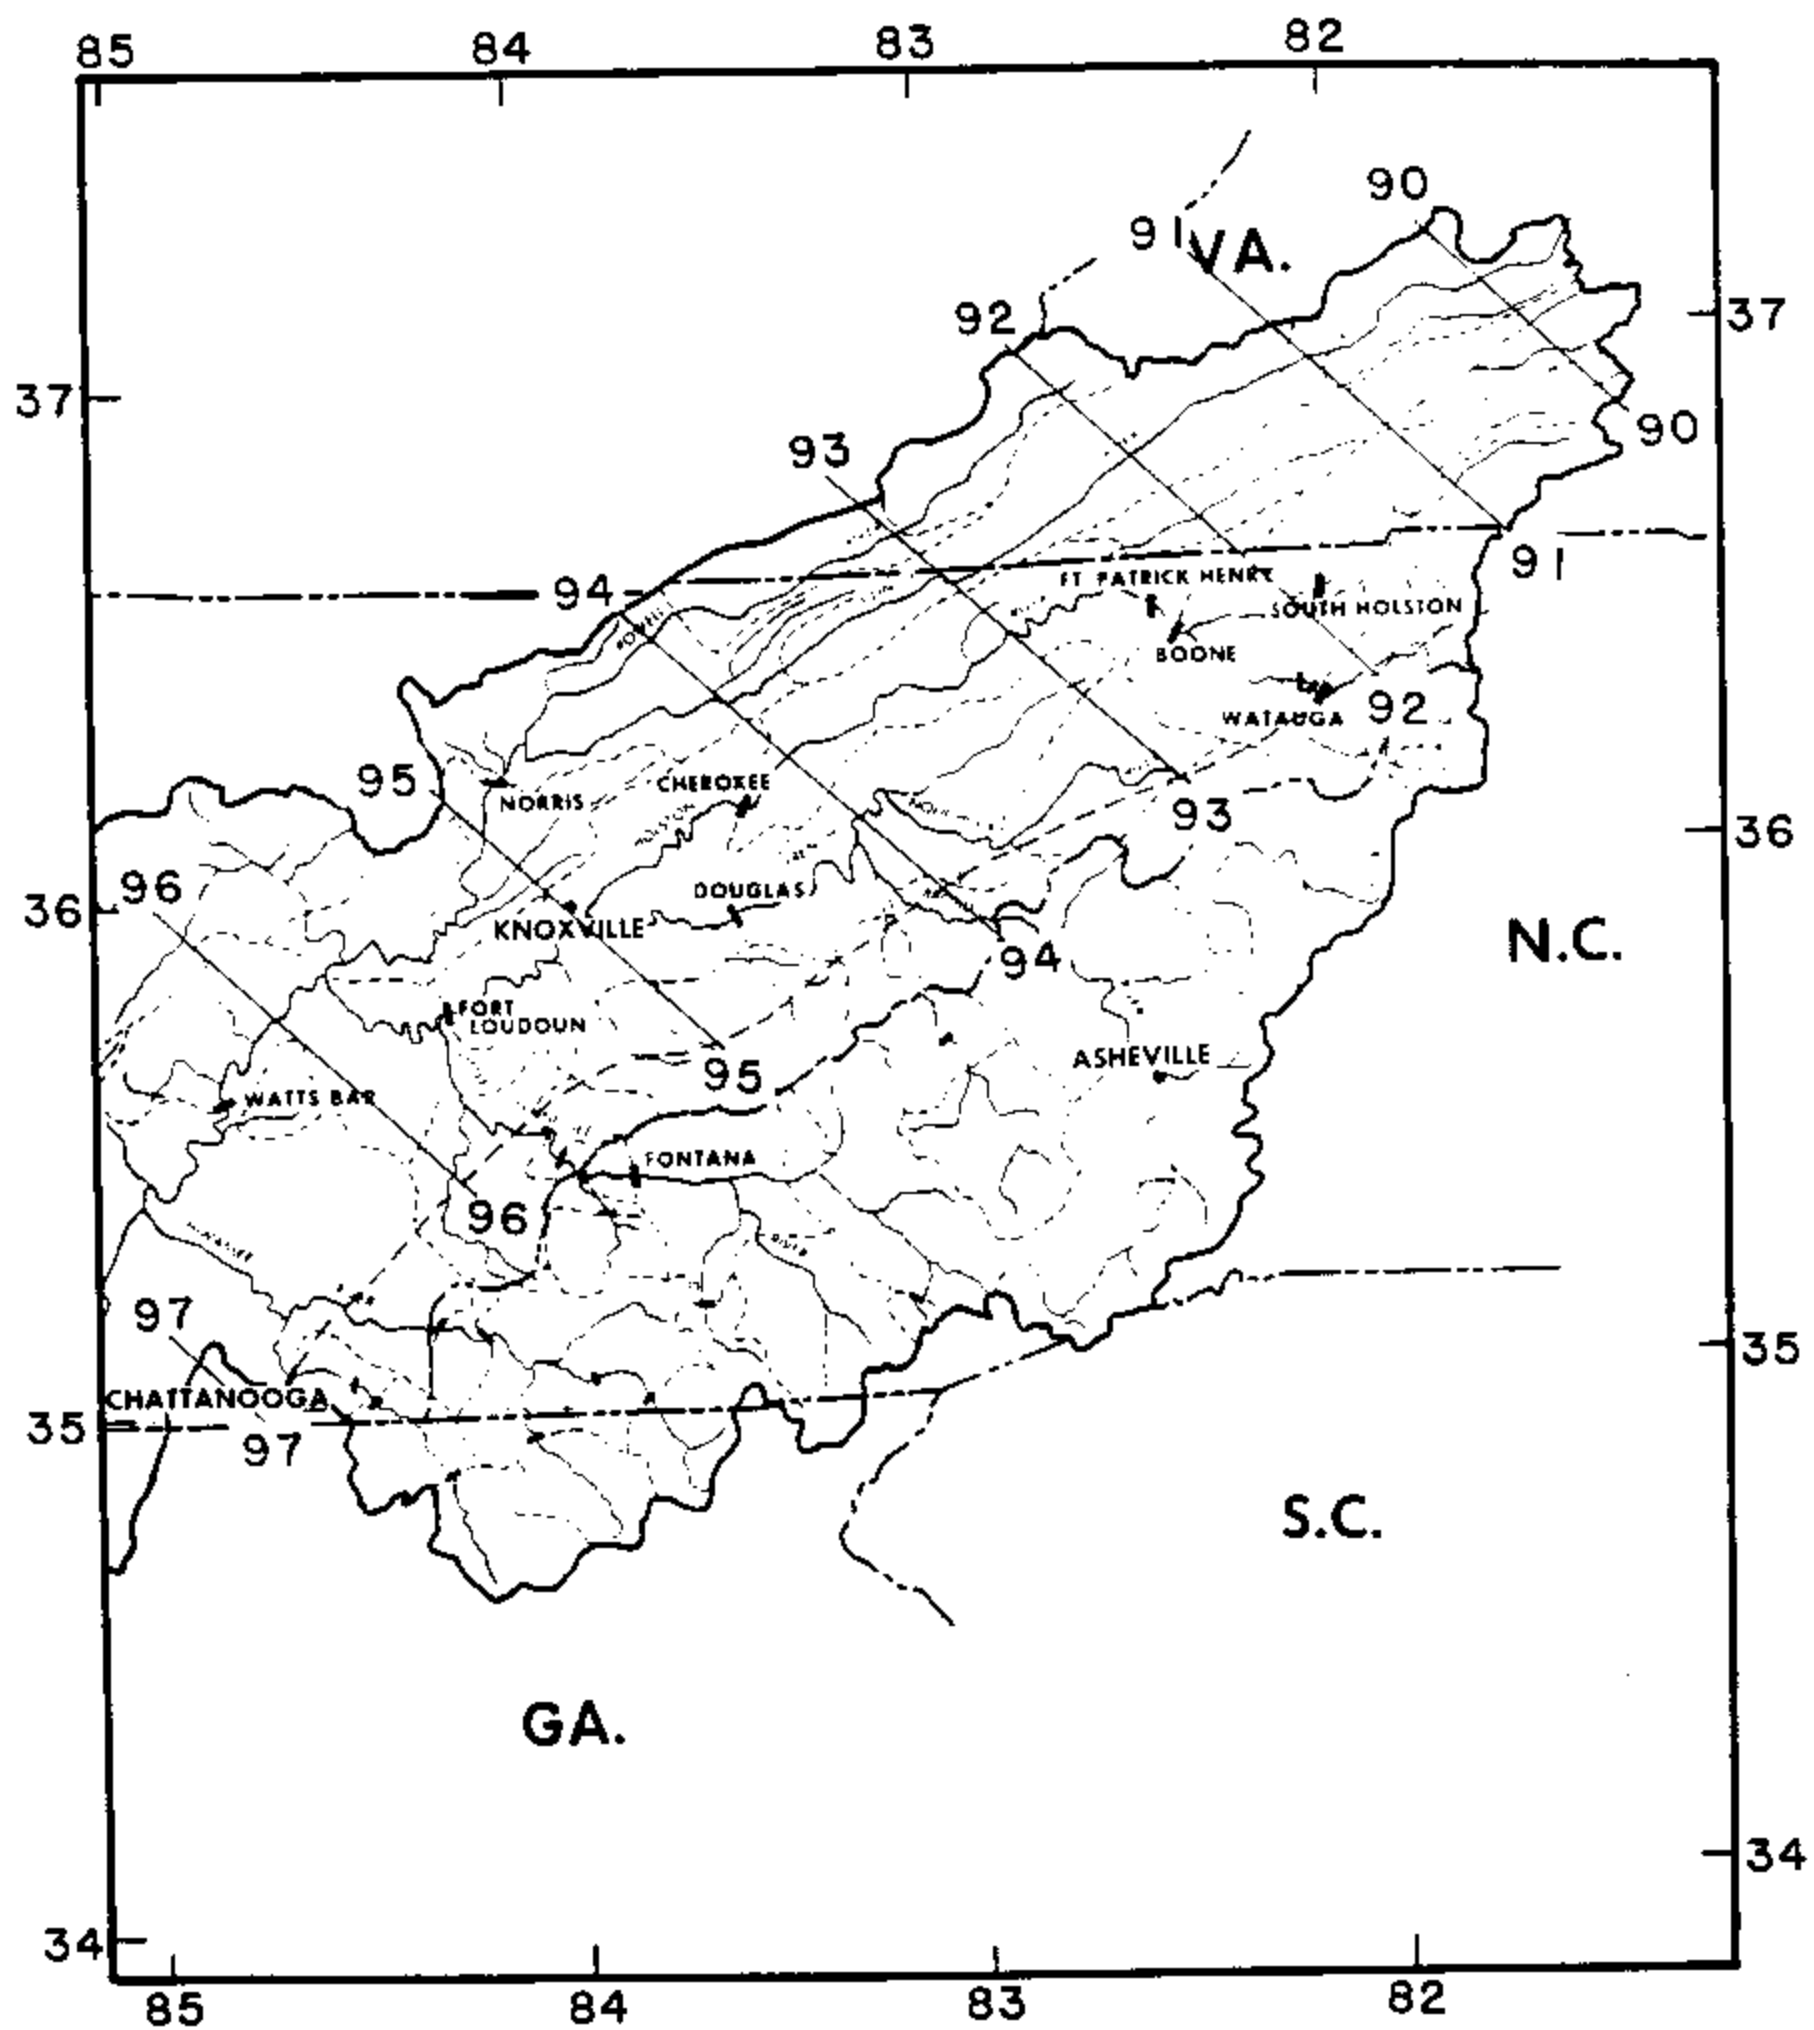 85 84 83 82
90
91 VA.
92
37
37
90
93
94
91
FT. PATRICK HENRY
SOUTH HOLSTON
BOONE
WATAUGA 92
95
NORRIS
CHEROKEE
93
36
96
DOUGLAS
36
KNOXVILLE
N.C.
94
FORT
LOUDOUN
ASHEVILLE
95
WATTS BAR
FONTANA
96
RIVER
97
35
CHATTANOOGA
35
97
S.C.
GA.
34
34
85 84 83 82